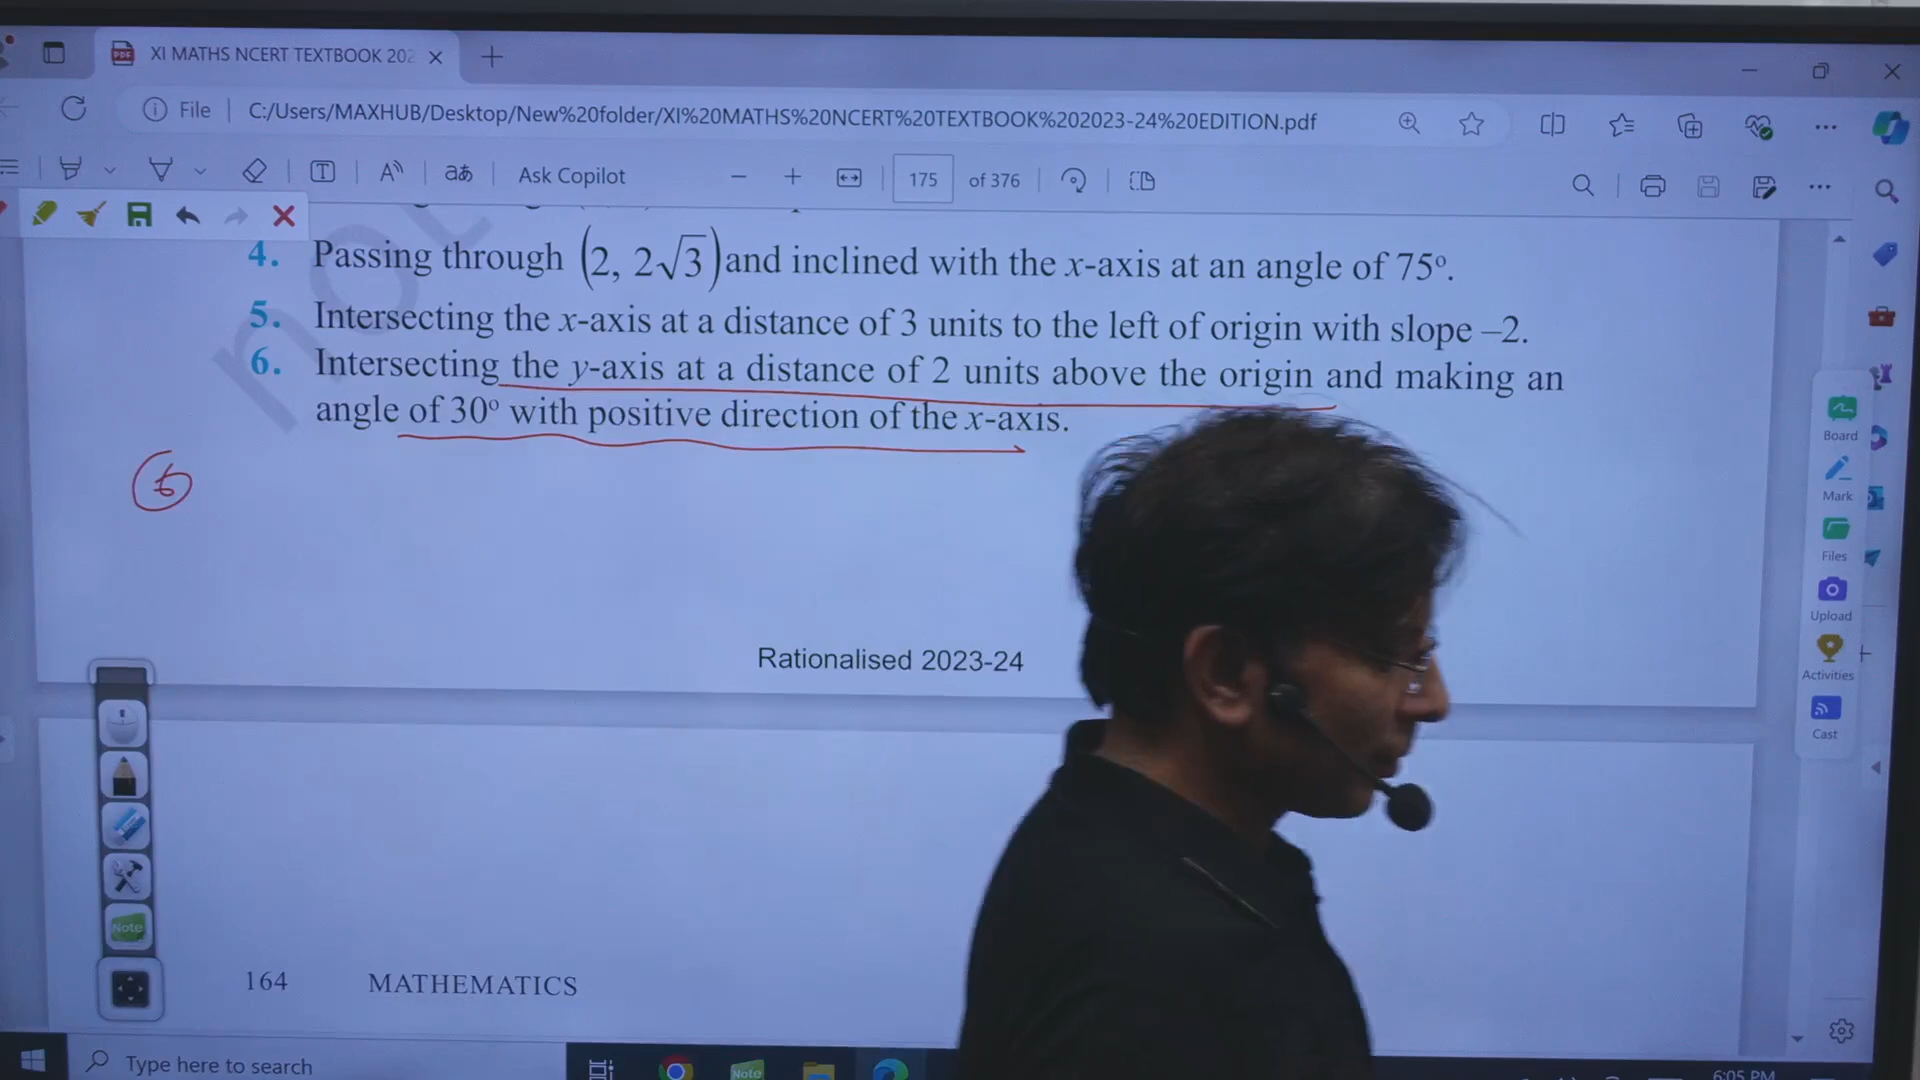 XI MATHS NCERT TEXTBOOK 202
File
C:/Users/MAXHUB/Desktop/New%20folder/XI%20MATHS%20NCERT%20TEXTBOOK%202023-24%20EDITION.pdf
Ask Copilot
175 of 376
4. Passing through (2, 2√3) and inclined with the x-axis at an angle of 75°.
5. Intersecting the x-axis at a distance of 3 units to the left of origin with slope –2.
6. Intersecting the y-axis at a distance of 2 units above the origin and making an
angle of 30° with positive direction of the x-axis.
6
Rationalised 2023-24
Board
Mark
Files
Upload
Activities
Cast
Note
164 MATHEMATICS
Type here to search
Note
6:05 PM